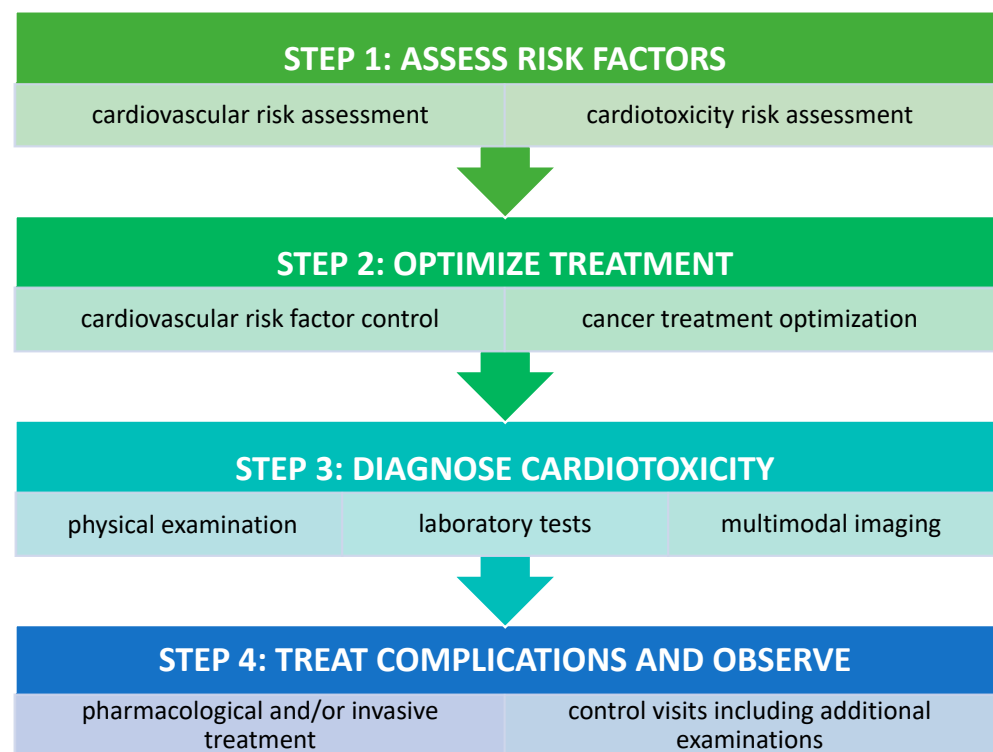 STEP 1: ASSESS RISK FACTORS
cardiovascular risk assessment
cardiotoxicity risk assessment
STEP 2: OPTIMIZE TREATMENT
cardiovascular risk factor control
cancer treatment optimization
STEP 3: DIAGNOSE CARDIOTOXICITY
physical examination
laboratory tests
multimodal imaging
STEP 4: TREAT COMPLICATIONS AND OBSERVE
pharmacological and/or invasive
treatment
control visits including additional
examinations